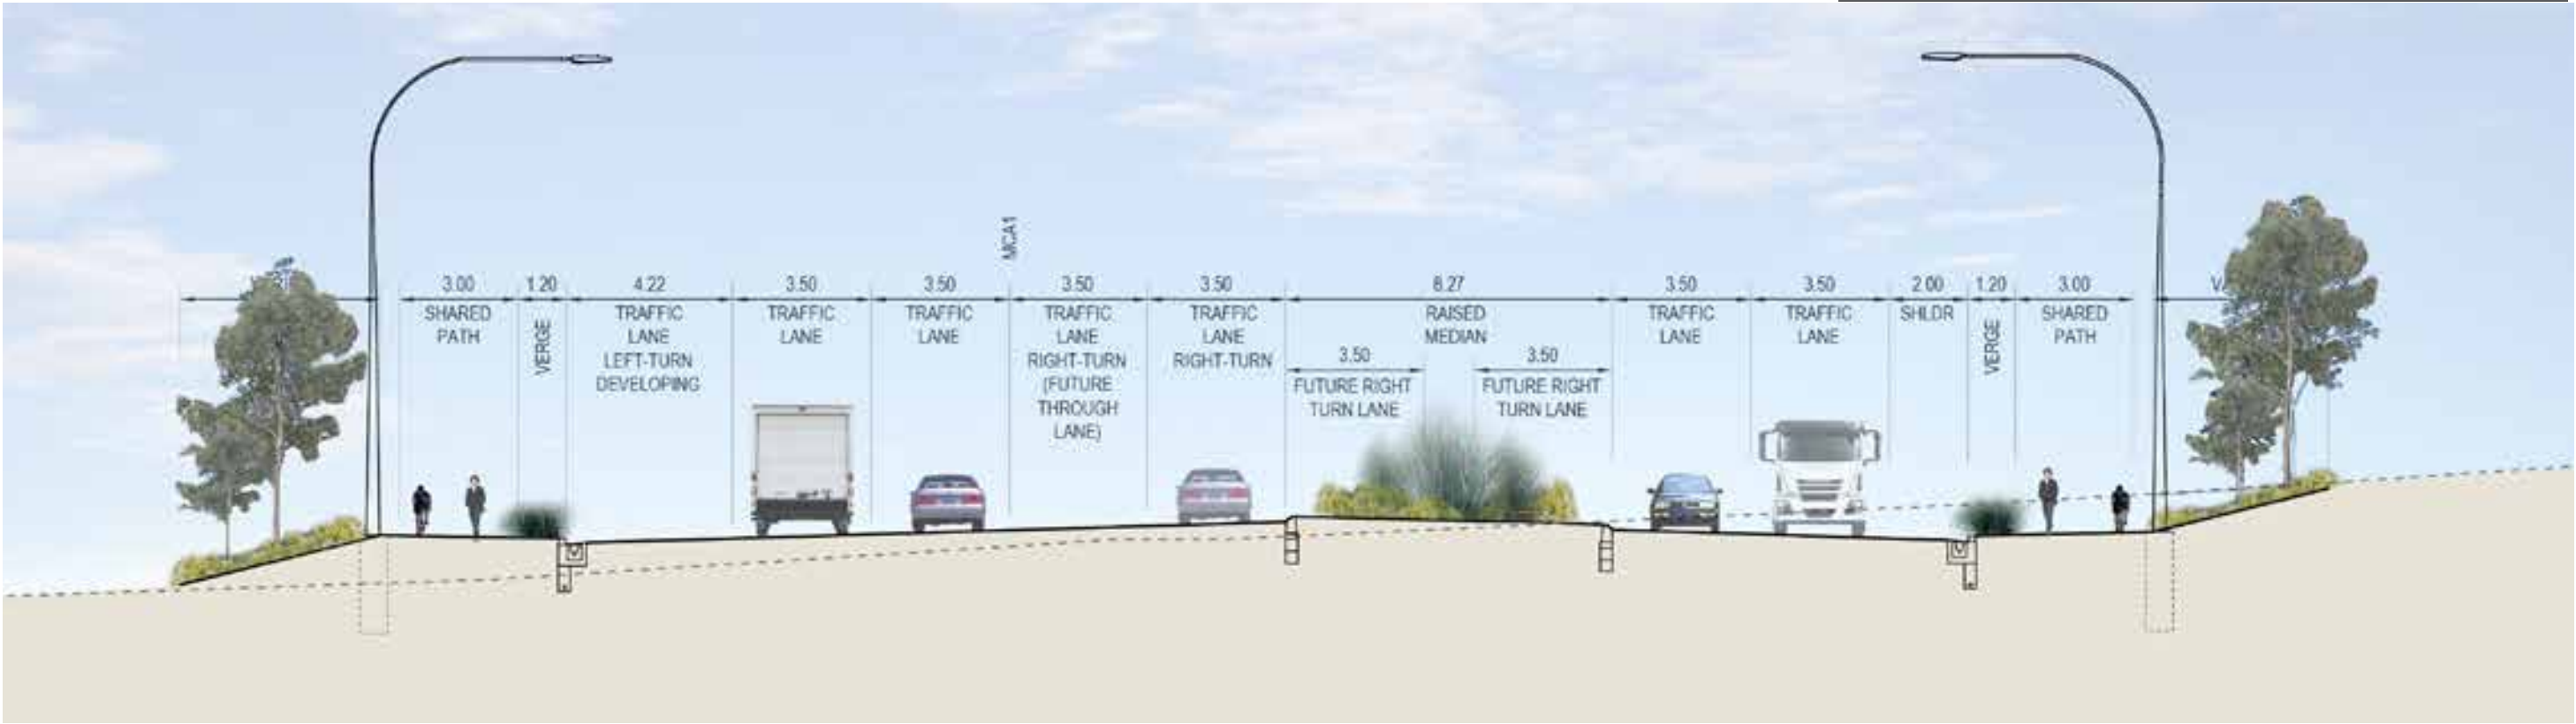 MCA1
3.00
1.20
4.22
3.50
3.50
3.50
3.50
8.27
3.50
3.50
2.00
1.20
3.00
SHARED
PATH
VERGE
TRAFFIC
LANE
LEFT-TURN
DEVELOPING
TRAFFIC
LANE
TRAFFIC
LANE
TRAFFIC
LANE
RIGHT-TURN
(FUTURE
THROUGH
LANE)
TRAFFIC
LANE
RIGHT-TURN
RAISED
MEDIAN
3.50
FUTURE RIGHT
TURN LANE
3.50
FUTURE RIGHT
TURN LANE
TRAFFIC
LANE
TRAFFIC
LANE
SHLDR
VERGE
SHARED
PATH